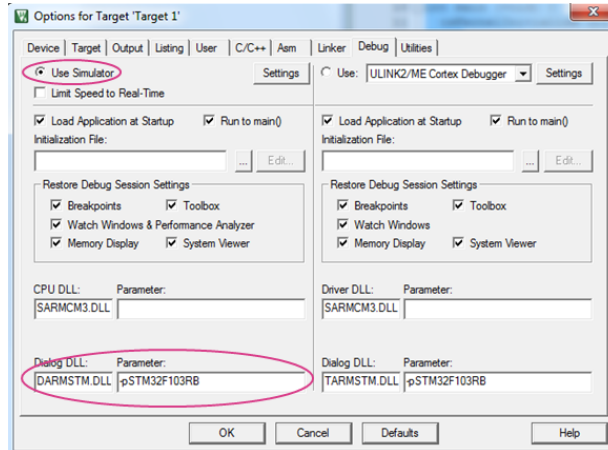 Options for Target 'Target 1'
Device Target Output Listing User C/C++ Asm Linker Debug Utilities
Use Simulator Settings
Limit Speed to Real-Time
Use: ULINK2/ME Cortex Debugger Settings
Load Application at Startup Run to main()
Initialization File:
... Edit...
Restore Debug Session Settings
Breakpoints Toolbox
Watch Windows & Performance Analyzer
Memory Display System Viewer
Load Application at Startup Run to main()
Initialization File:
... Edit...
Restore Debug Session Settings
Breakpoints Toolbox
Watch Windows
Memory Display System Viewer
CPU DLL: Parameter:
SARMCM3.DLL
Driver DLL: Parameter:
SARMCM3.DLL
Dialog DLL: Parameter:
DARMSTM.DLL -pSTM32F103RB
Dialog DLL: Parameter:
TARMSTM.DLL -pSTM32F103RB
OK Cancel Defaults Help